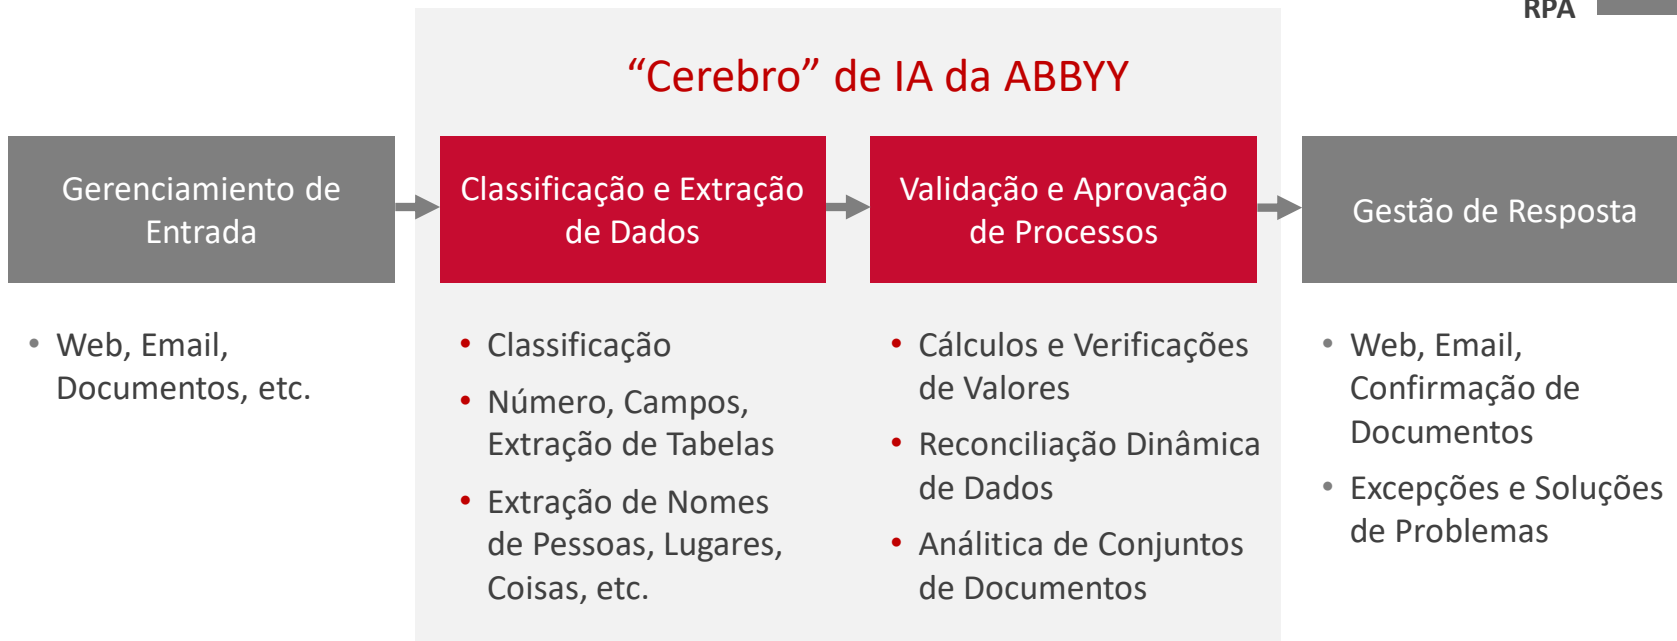 RPA
“Cerebro” de IA da ABBYY
Gerenciamiento de
Entrada
Classificação e Extração
de Dados
Validação e Aprovação
de Processos
Gestão de Resposta
• Web, Email,
Documentos, etc.
• Classificação
• Número, Campos,
Extração de Tabelas
• Extração de Nomes
de Pessoas, Lugares,
Coisas, etc.
• Cálculos e Verificações
de Valores
• Reconciliação Dinâmica
de Dados
• Análitica de Conjuntos
de Documentos
• Web, Email,
Confirmação de
Documentos
• Excepções e Soluções
de Problemas